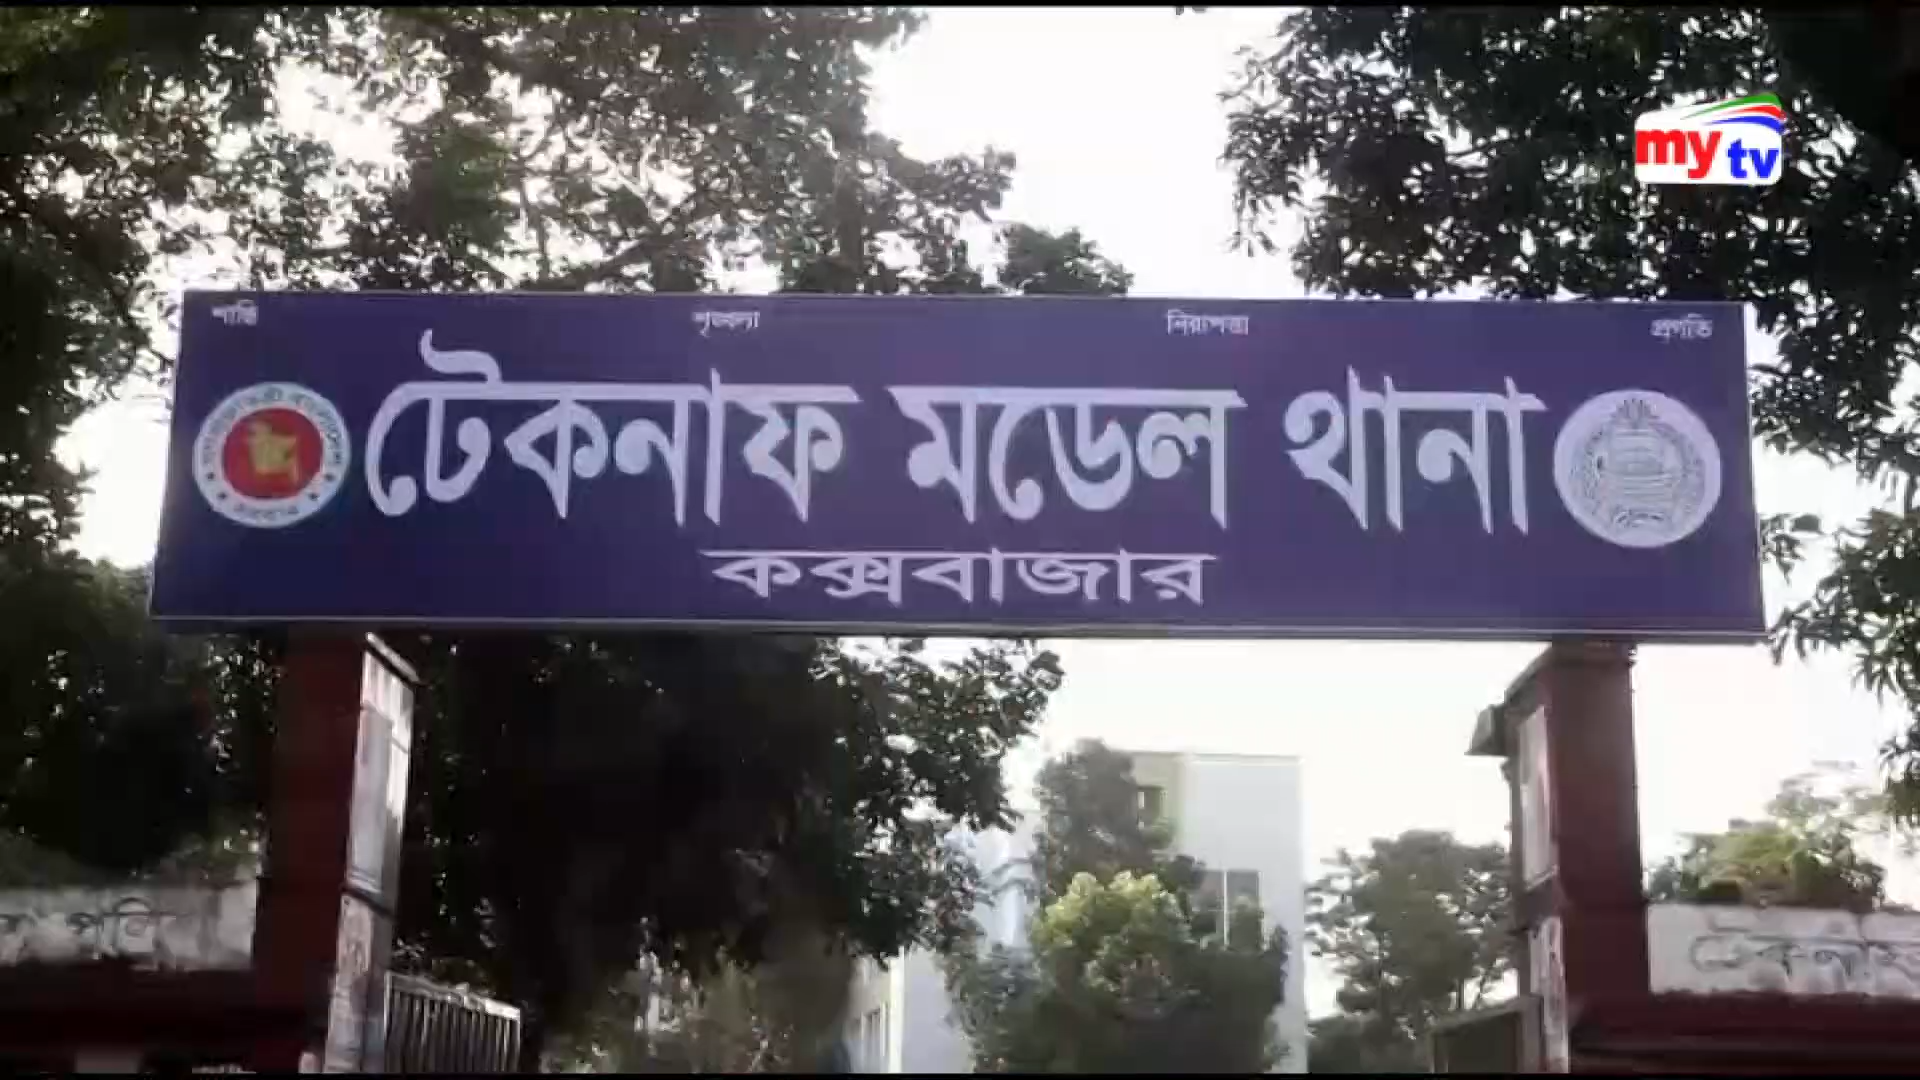 my tv
শান্তি শৃঙ্খলা নিরাপত্তা প্রগতি
টেকনাফ মডেল থানা
কক্সবাজার